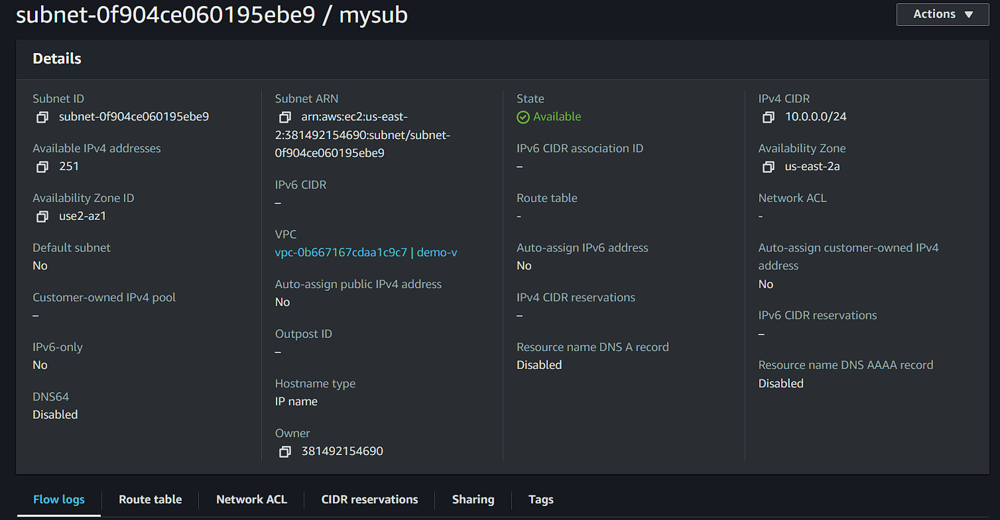 subnet-0f904ce060195ebe9 / mysub
Actions ▼
Details
Subnet ID
subnet-0f904ce060195ebe9
Available IPv4 addresses
251
Availability Zone ID
use2-az1
Default subnet
No
Customer-owned IPv4 pool
–
IPv6-only
No
DNS64
Disabled
Subnet ARN
arn:aws:ec2:us-east-
2:381492154690:subnet/subnet-
0f904ce060195ebe9
IPv6 CIDR
–
VPC
vpc-0b667167cdaa1c9c7 | demo-v
Auto-assign public IPv4 address
No
Outpost ID
–
Hostname type
IP name
Owner
381492154690
State
Available
IPv6 CIDR association ID
–
Route table
-
Auto-assign IPv6 address
No
IPv4 CIDR reservations
–
Resource name DNS A record
Disabled
IPv4 CIDR
10.0.0.0/24
Availability Zone
us-east-2a
Network ACL
-
Auto-assign customer-owned IPv4
address
No
IPv6 CIDR reservations
–
Resource name DNS AAAA record
Disabled
Flow logs
Route table
Network ACL
CIDR reservations
Sharing
Tags